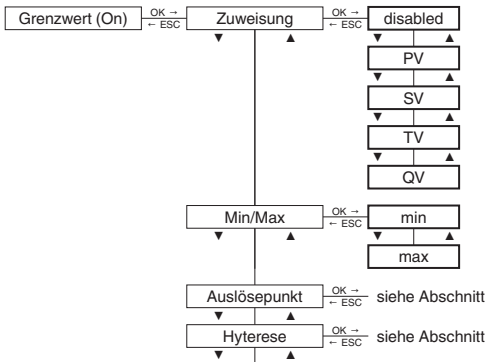 Grenzwert (On) OK → ← ESC Zuweisung OK → ← ESC disabled
▼ ▲ ▼ ▲
PV
▼ ▲
SV
▼ ▲
TV
▼ ▲
QV
Min/Max OK → ← ESC min
▼ ▲ ▼ ▲
max
Auslösepunkt OK → ← ESC siehe Abschnitt
▼ ▲
Hyterese OK → ← ESC siehe Abschnitt
▼ ▲